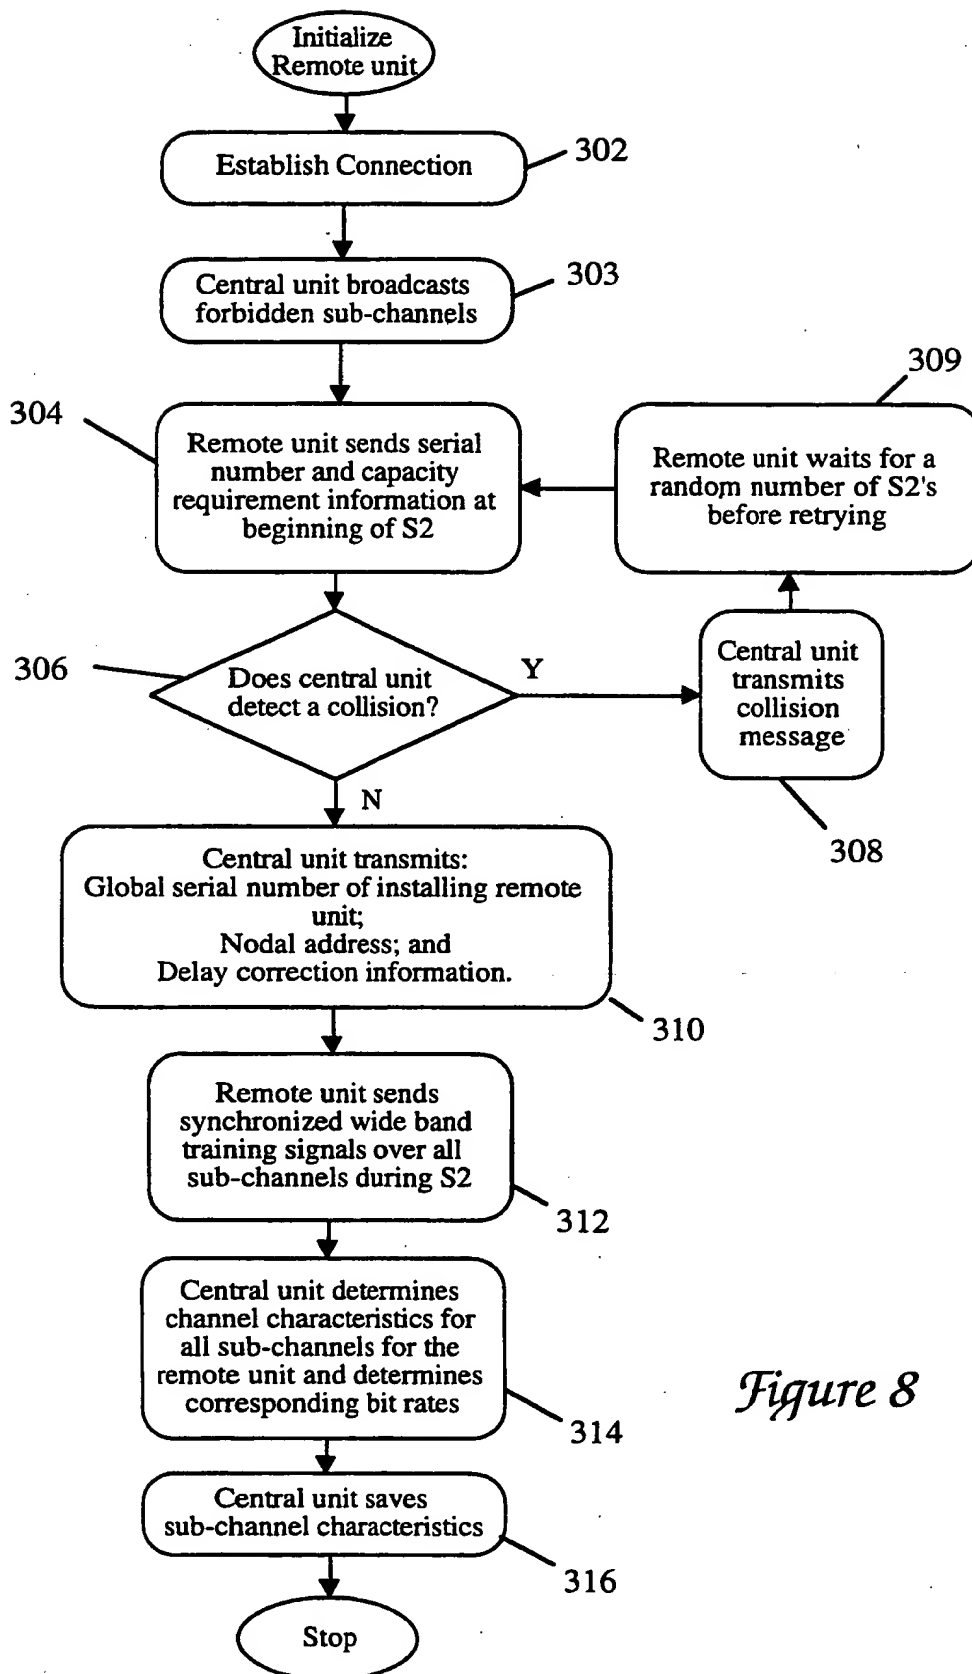 Initialize
Remote unit
Establish Connection
302
Central unit broadcasts
forbidden sub-channels
303
304
Remote unit sends serial
number and capacity
requirement information at
beginning of S2
309
Remote unit waits for a
random number of S2's
before retrying
306
Does central unit
detect a collision?
Y
Central unit
transmits
collision
message
308
N
Central unit transmits:
Global serial number of installing remote
unit;
Nodal address; and
Delay correction information.
310
Remote unit sends
synchronized wide band
training signals over all
sub-channels during S2
312
Central unit determines
channel characteristics for
all sub-channels for the
remote unit and determines
corresponding bit rates
314
Figure 8
Central unit saves
sub-channel characteristics
316
Stop